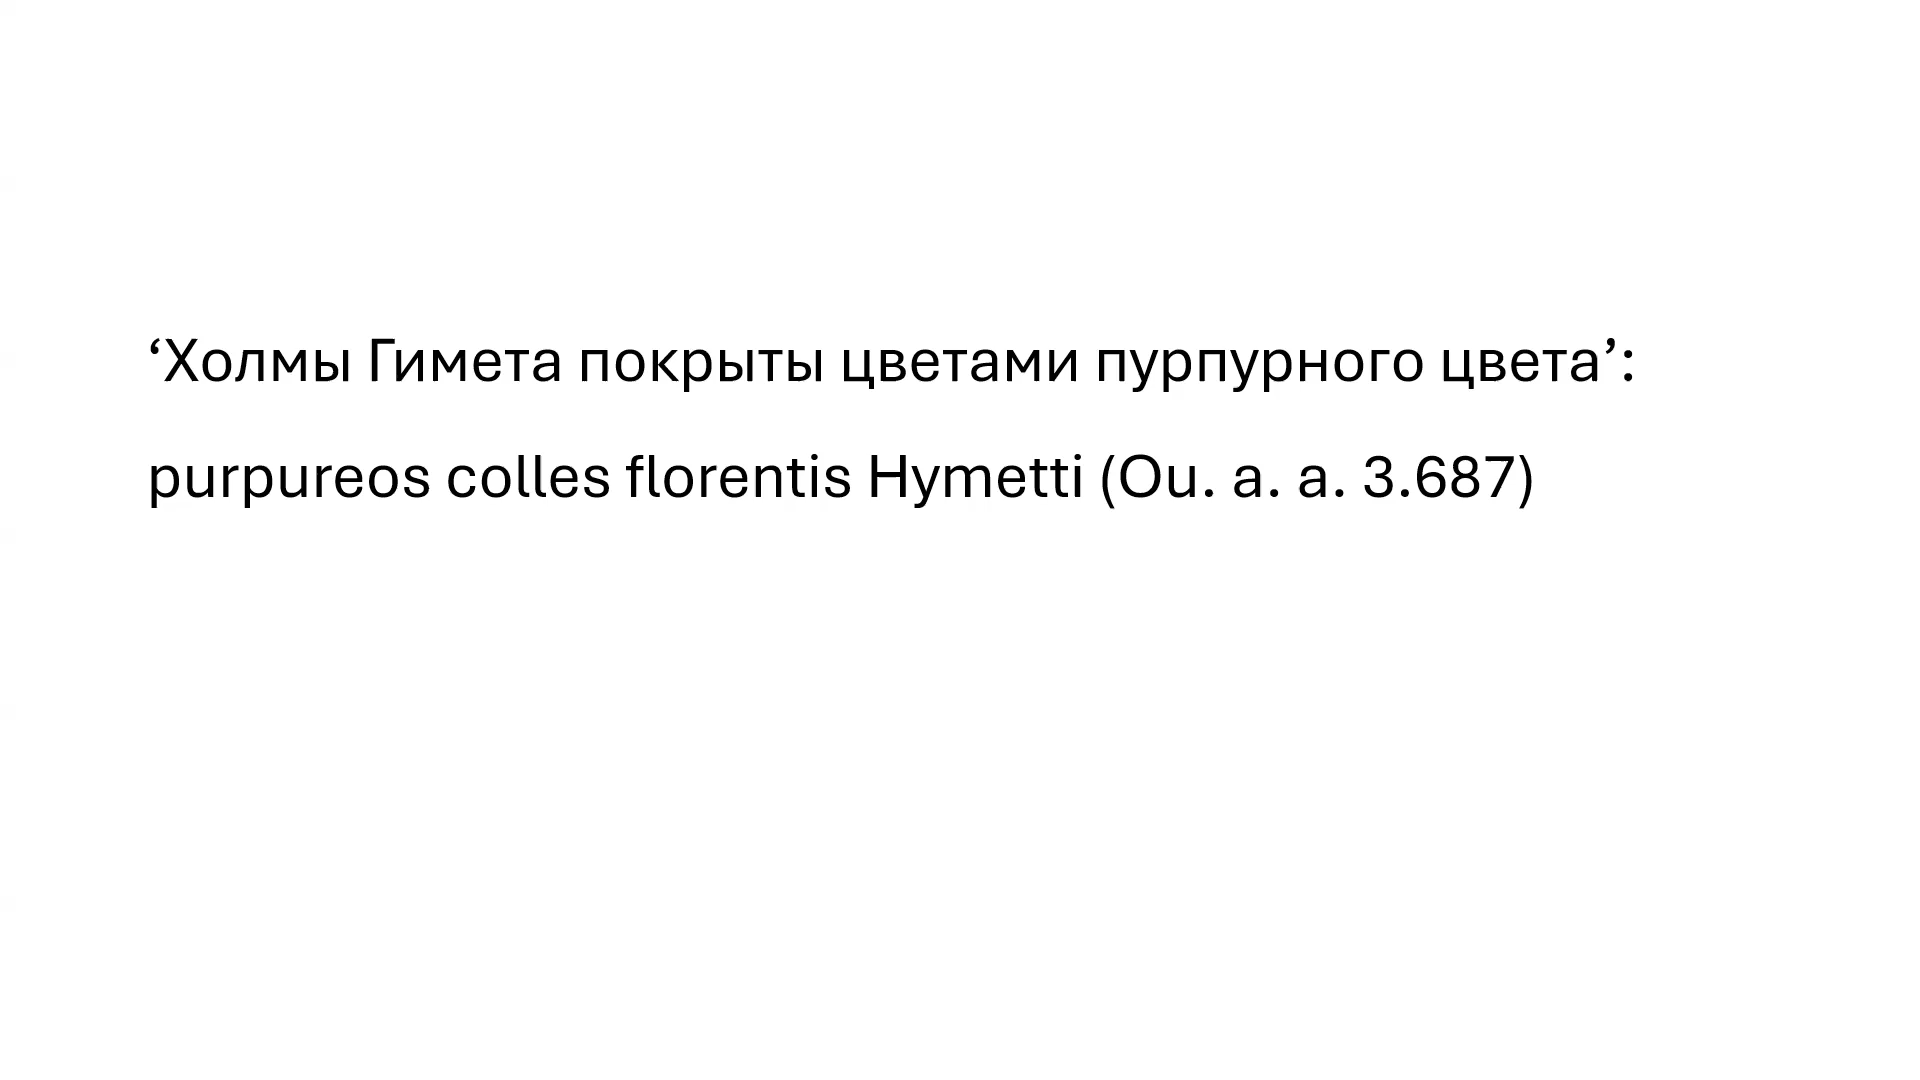 ‘Холмы Гимета покрыты цветами пурпурного цвета’:
purpureos colles florentis Hymetti (Ou. a. a. 3.687)